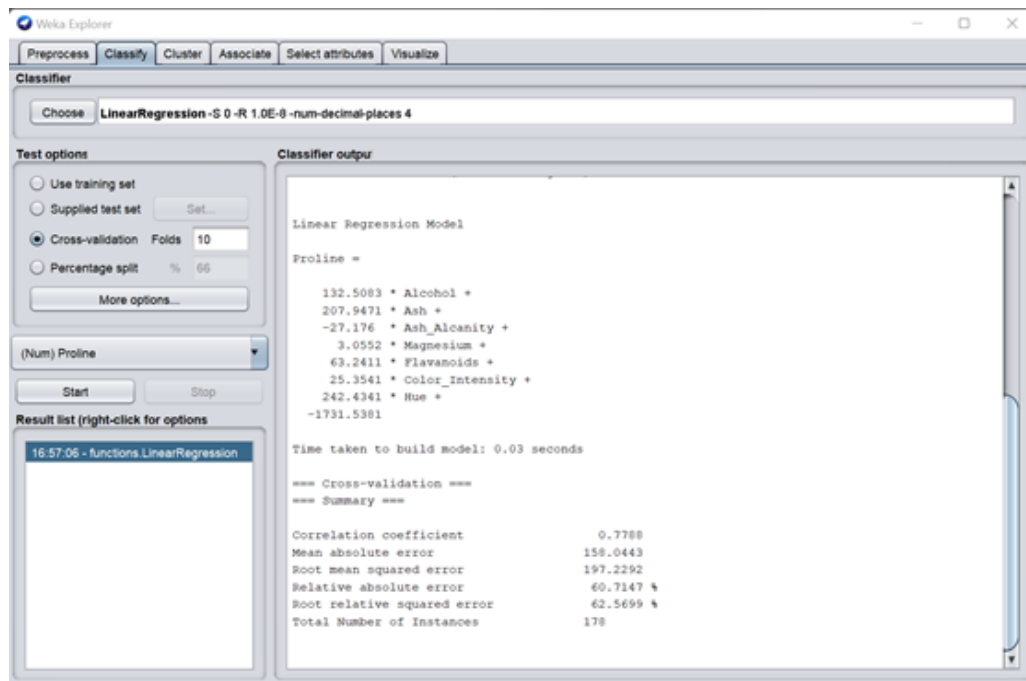 Weka Explorer
Preprocess Classify Cluster Associate Select attributes Visualize
Classifier
Choose LinearRegression -S 0 -R 1.0E-8 -num-decimal-places 4
Test options
Use training set
Supplied test set Set...
Cross-validation Folds 10
Percentage split % 66
More options...
(Num) Proline
Start Stop
Result list (right-click for options
16:57:06 - functions.LinearRegression
Classifier outpur
Linear Regression Model
Proline =
132.5083 * Alcohol +
207.9471 * Ash +
-27.176 * Ash_Alcanity +
3.0552 * Magnesium +
63.2411 * Flavanoids +
25.3541 * Color_Intensity +
242.4341 * Hue +
-1731.5381
Time taken to build model: 0.03 seconds
=== Cross-validation ===
=== Summary ===
Correlation coefficient 0.7788
Mean absolute error 158.0443
Root mean squared error 197.2292
Relative absolute error 60.7147 %
Root relative squared error 62.5699 %
Total Number of Instances 178